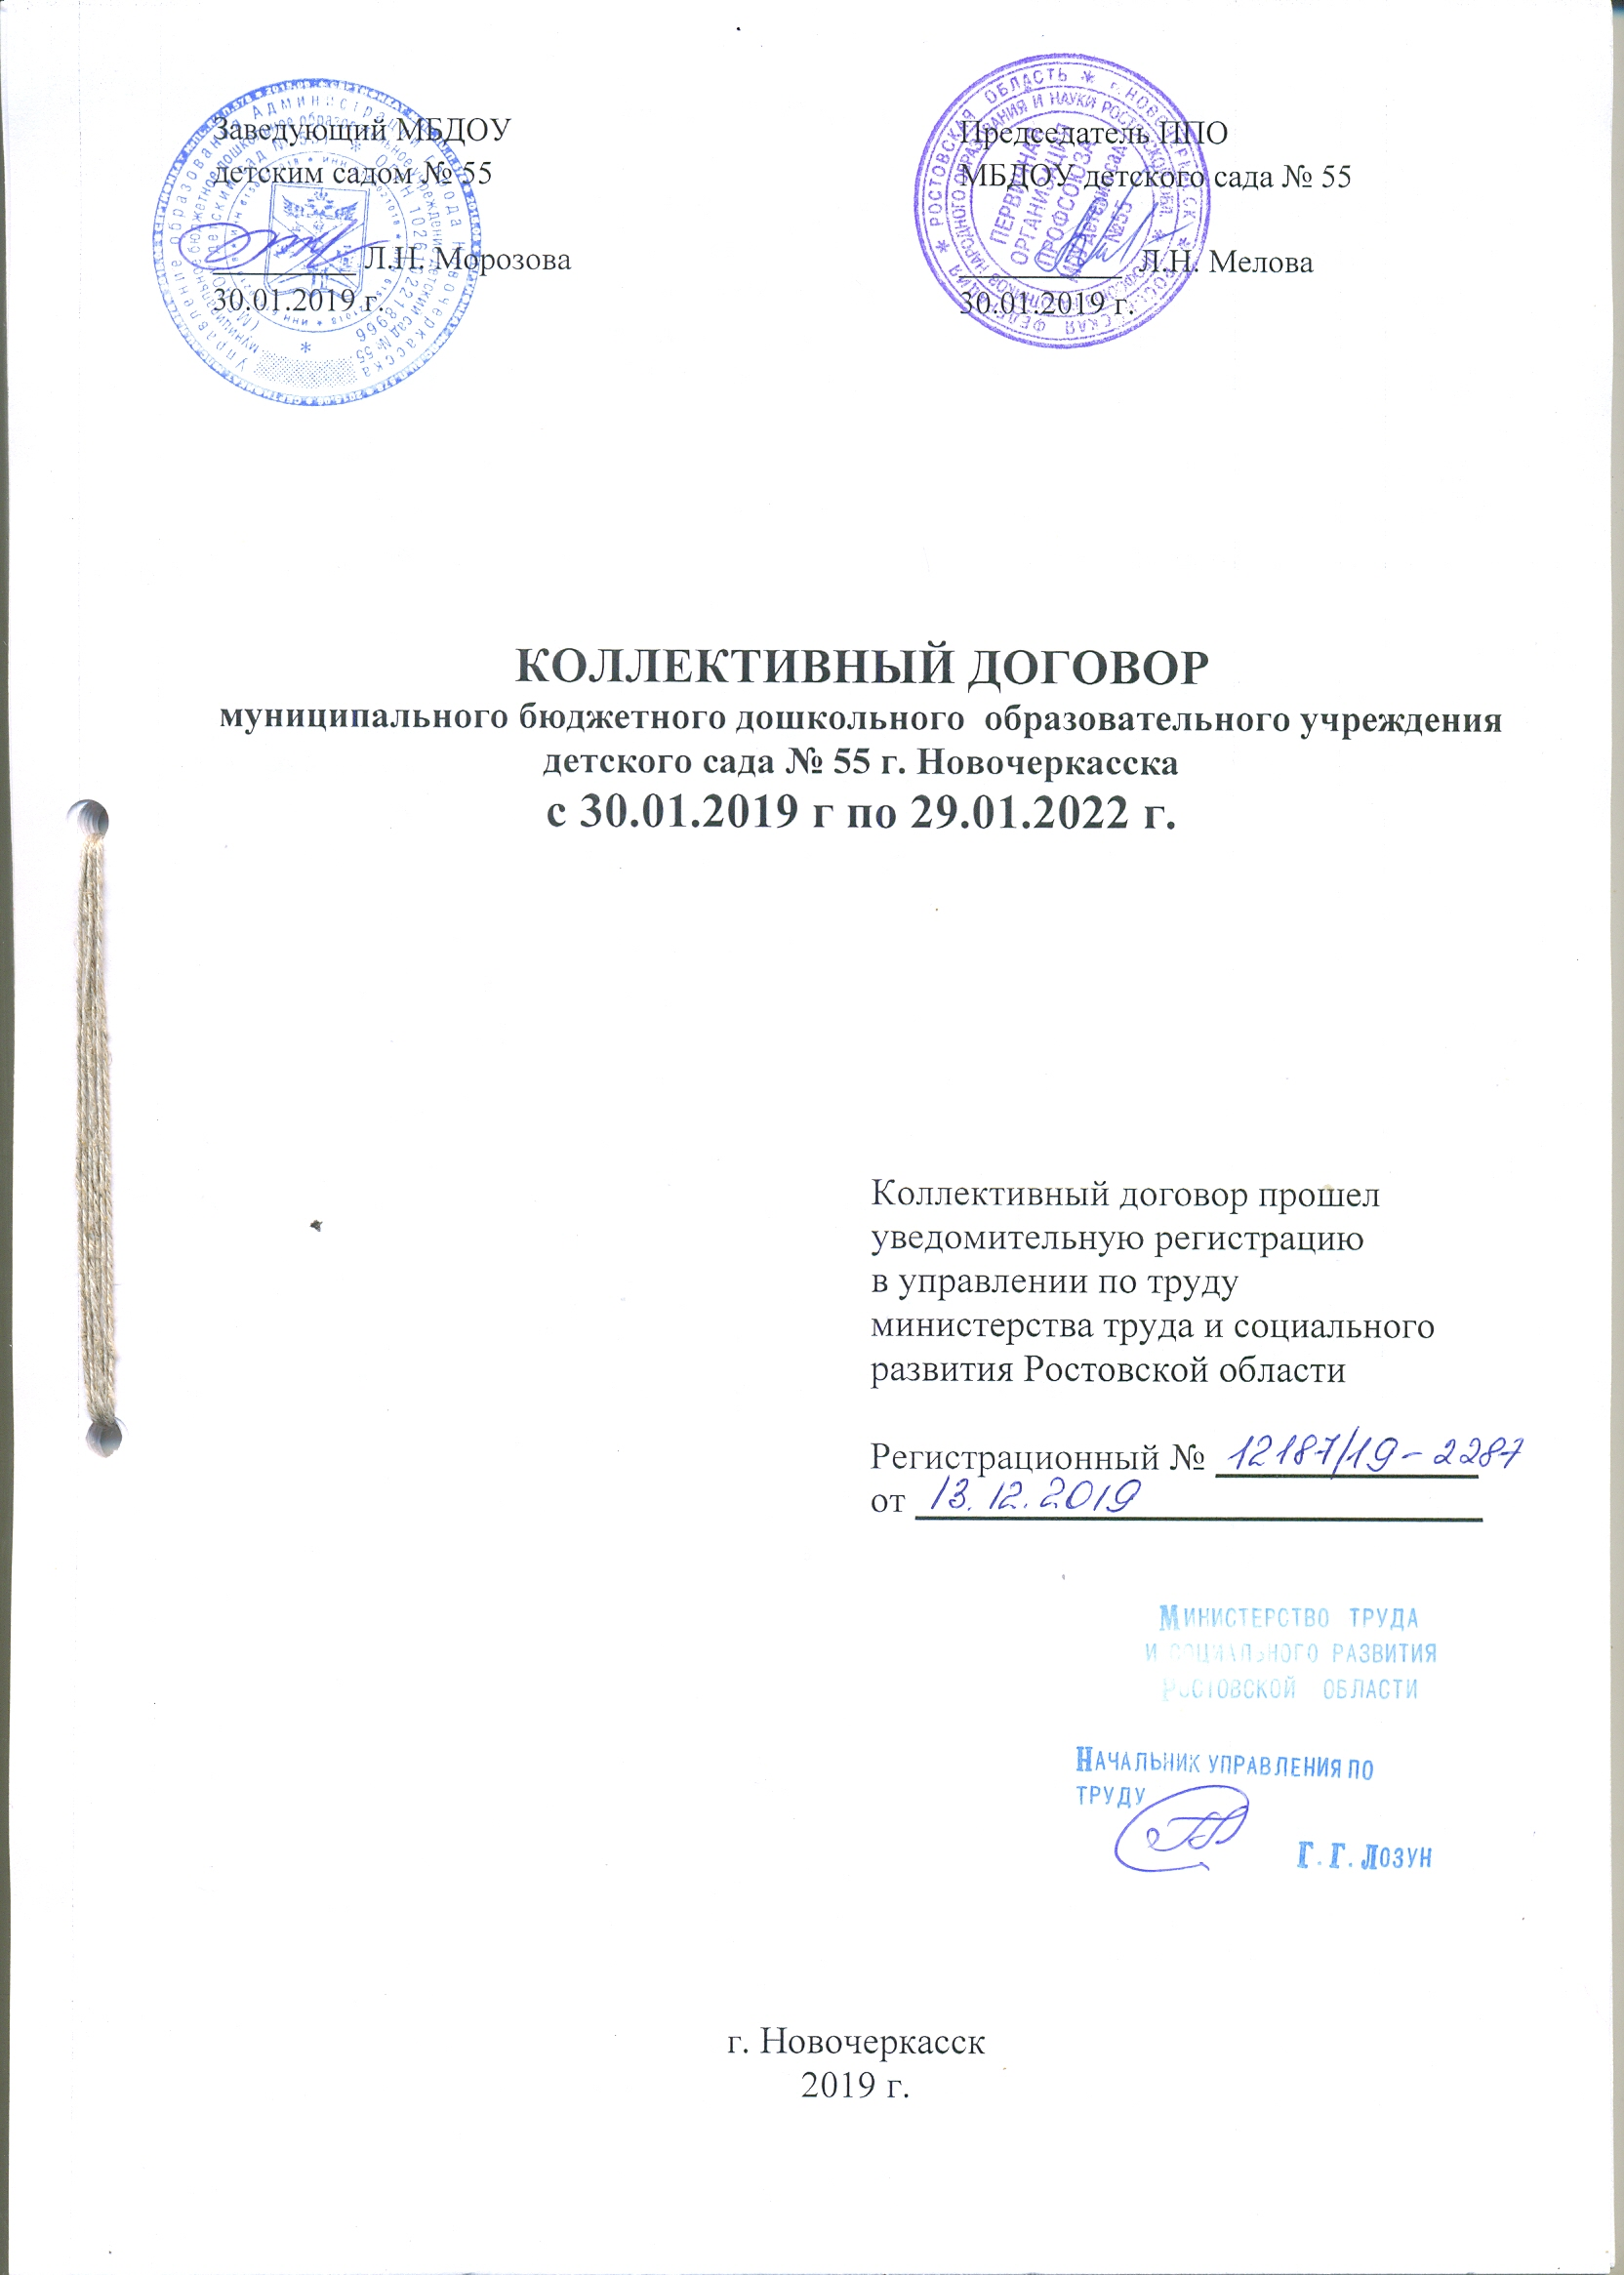 Заведующий МБДОУ
детским садом № 55
Л.Н. Морозова
30.01.2019 г.
Председатель ППО
МБДОУ детского сада № 55
Л.Н. Мелова
30.01.2019 г.
ПЕРВИЧНАЯ
ОРГАНИЗАЦИЯ
ПРОФСОЮЗА
№55
КОЛЛЕКТИВНЫЙ ДОГОВОР
муниципального бюджетного дошкольного образовательного учреждения
детского сада № 55 г. Новочеркасска
с 30.01.2019 г по 29.01.2022 г.
Коллективный договор прошел
уведомительную регистрацию
в управлении по труду
министерства труда и социального
развития Ростовской области
Регистрационный № 12187/19-2287
от 13.12.2019
МИНИСТЕРСТВО ТРУДА
И СОЦИАЛЬНОГО РАЗВИТИЯ
РОСТОВСКОЙ ОБЛАСТИ
НАЧАЛЬНИК УПРАВЛЕНИЯ ПО
ТРУДУ
Г. Г. ЛОЗУН
г. Новочеркасск
2019 г.